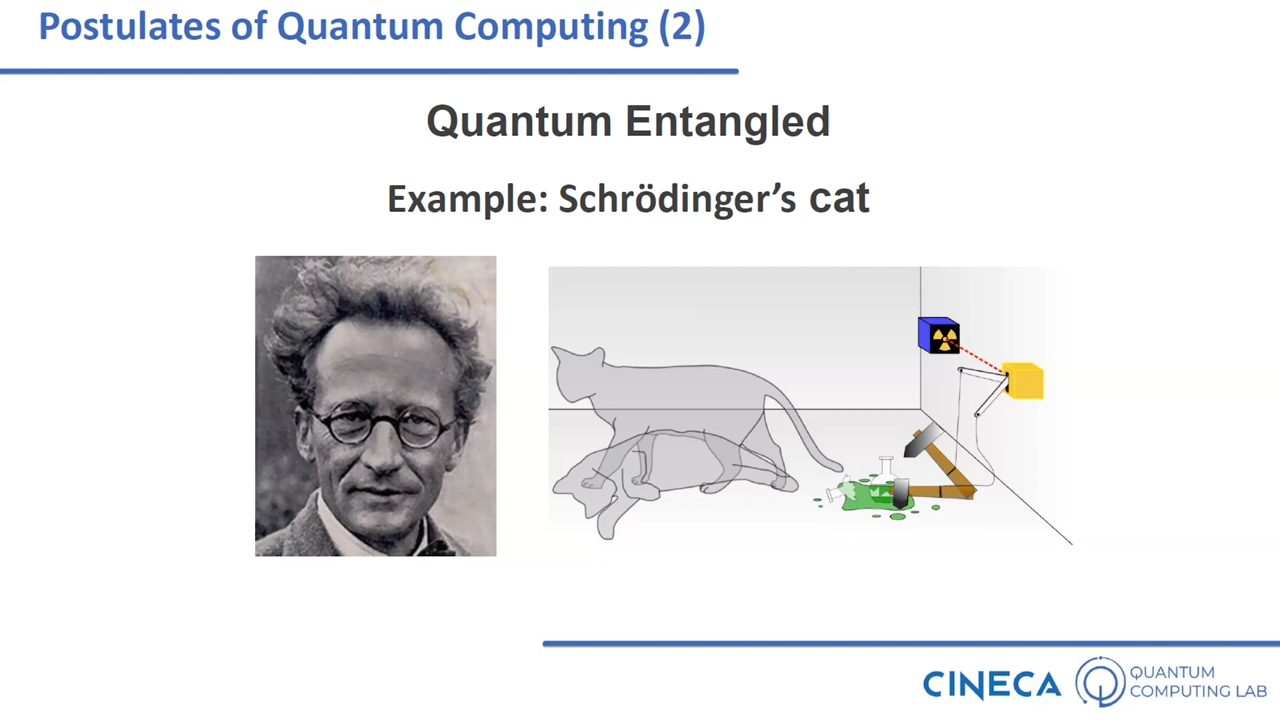 Postulates of Quantum Computing (2)
Quantum Entangled
Example: Schrödinger’s cat
CINECA
QUANTUM
COMPUTING LAB